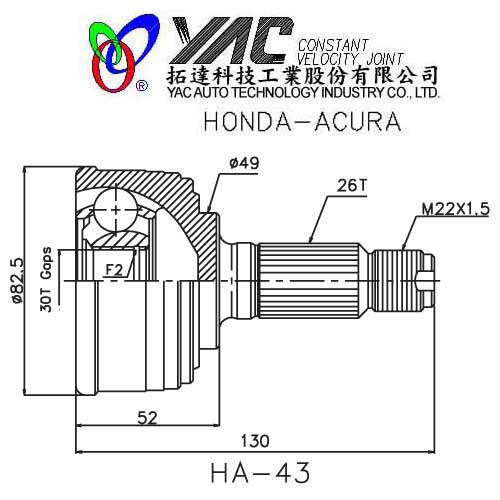 YAC CONSTANT
VELOCITY JOINT
®
拓達科技工業股份有限公司
YAC AUTO TECHNOLOGY INDUSTRY CO., LTD.
HONDA-ACURA
ø49
26T
M22X1.5
ø82.5
30T Gaps
F2
52
130
HA-43